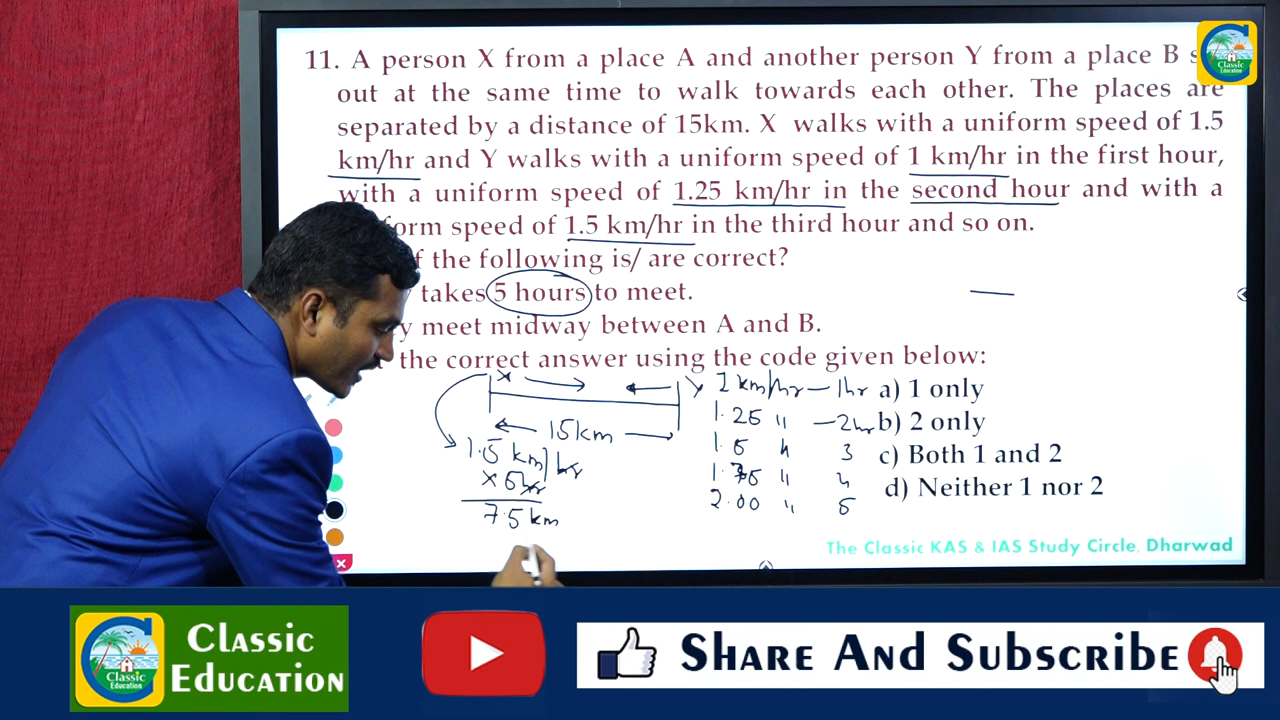 11. A person X from a place A and another person Y from a place B
out at the same time to walk towards each other. The places are
separated by a distance of 15km. X walks with a uniform speed of 1.5
km/hr and Y walks with a uniform speed of 1 km/hr in the first hour,
with a uniform speed of 1.25 km/hr in the second hour and with a
form speed of 1.5 km/hr in the third hour and so on.
f the following is/ are correct?
takes 5 hours to meet.
y meet midway between A and B.
the correct answer using the code given below:
a) 1 only
b) 2 only
c) Both 1 and 2
d) Neither 1 nor 2
X Y
15km
1.5 km/hr
×5hr
7.5km
1 km/hr — 1hr
1.25 " — 2hr
1.5 " 3
1.75 " 4
2.00 " 5
The Classic KAS & IAS Study Circle, Dharwad
Classic
Education
Classic
Education
Classic
Education
SHARE AND SUBSCRIBE